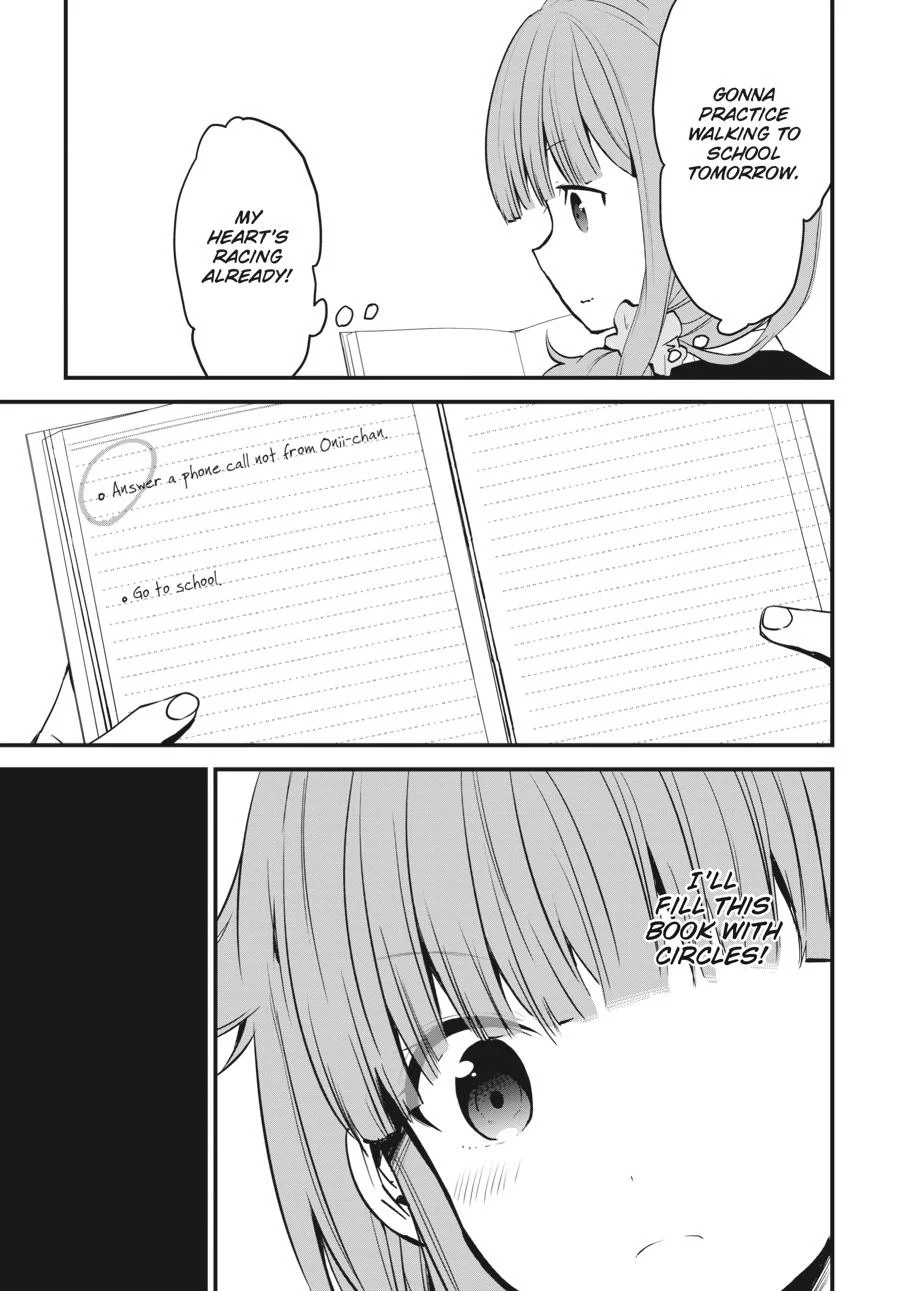 GONNA
PRACTICE
WALKING TO
SCHOOL
TOMORROW.
MY
HEART'S
RACING
ALREADY!
Answer a phone call not from Onii-chan.
Go to school.
I'LL
FILL THIS
BOOK WITH
CIRCLES!